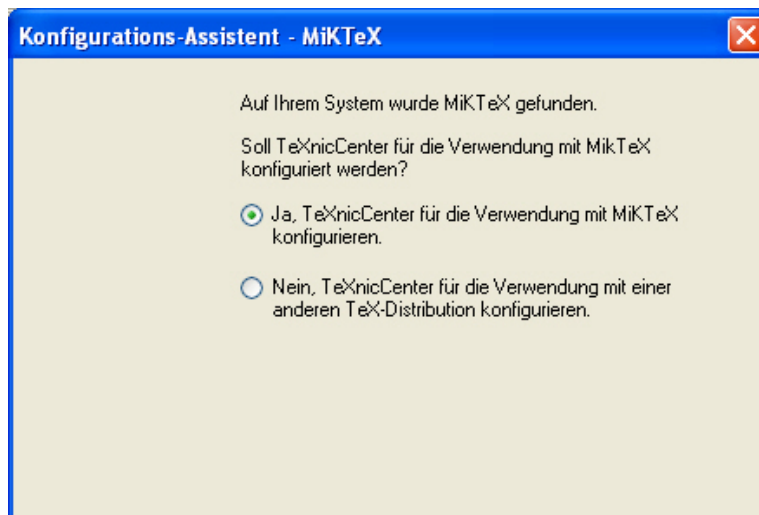 Konfigurations-Assistent - MiKTeX
Auf Ihrem System wurde MiKTeX gefunden.
Soll TeXnicCenter für die Verwendung mit MikTeX
konfiguriert werden?
Ja, TeXnicCenter für die Verwendung mit MiKTeX
konfigurieren.
Nein, TeXnicCenter für die Verwendung mit einer
anderen TeX-Distribution konfigurieren.